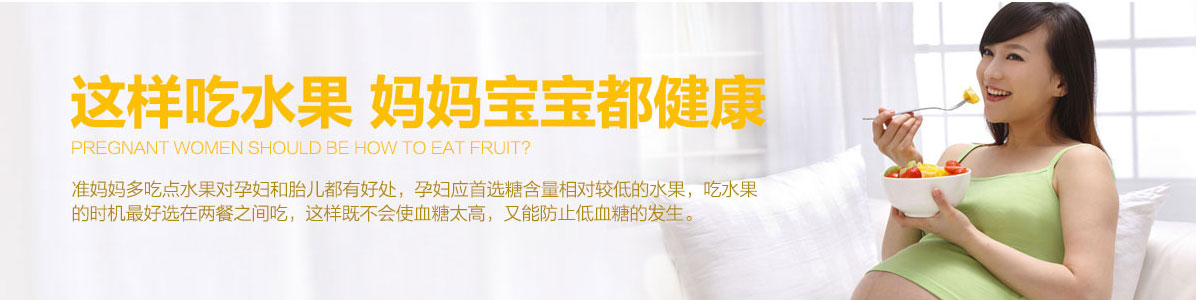 这样吃水果 妈妈宝宝都健康
PREGNANT WOMEN SHOULD BE HOW TO EAT FRUIT?
准妈妈多吃点水果对孕妇和胎儿都有好处，孕妇应首选糖含量相对较低的水果，吃水果
的时机最好选在两餐之间吃，这样既不会使血糖太高，又能防止低血糖的发生。